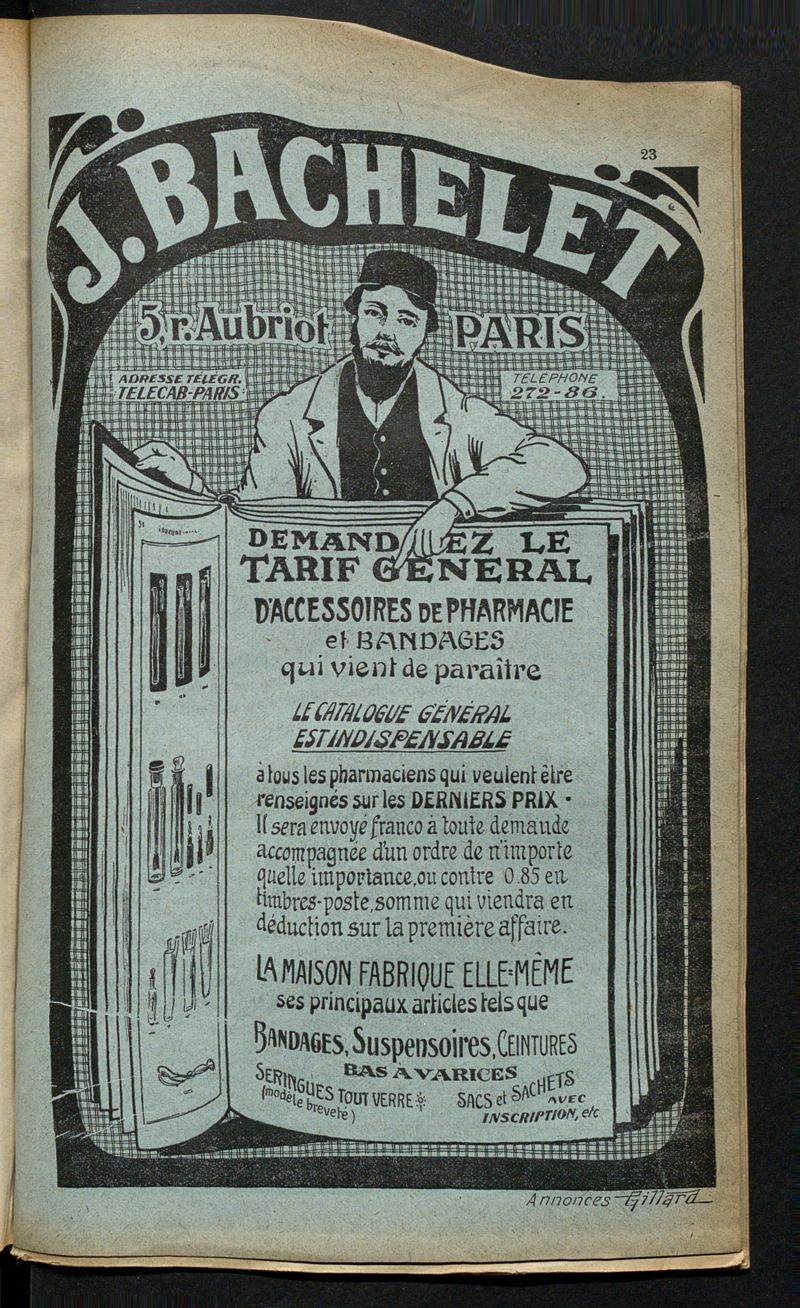 23
J. BACHELET
5, r. Aubriot PARIS
ADRESSE TÉLÉGR.
TELECAB-PARIS
TÉLÉPHONE
272-86.
DEMANDEZ LE
TARIF GÉNÉRAL
D'ACCESSOIRES DE PHARMACIE
et BANDAGES
qui vient de paraître
LE CATALOGUE GÉNÉRAL
EST INDISPENSABLE
à tous les pharmaciens qui veulent être
renseignés sur les DERNIERS PRIX •
Il sera envoyé franco à toute demande
accompagnée d'un ordre de n'importe
quelle importance, ou contre 0.85 en
timbres-poste, somme qui viendra en
déduction sur la première affaire.
LA MAISON FABRIQUE ELLE=MÊME
ses principaux articles tels que
BANDAGES, Suspensoires, CEINTURES
BAS A VARICES
SERINGUES TOUT VERRE
(modèle breveté)
SACS et SACHETS
AVEC
INSCRIPTION, etc
Annonces Gillard